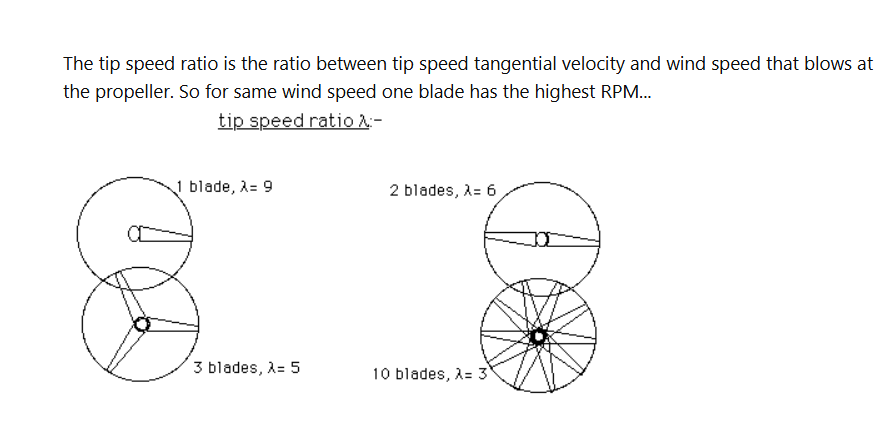 The tip speed ratio is the ratio between tip speed tangential velocity and wind speed that blows at
the propeller. So for same wind speed one blade has the highest RPM...
tip speed ratio λ:-
1 blade, λ= 9
2 blades, λ= 6
3 blades, λ= 5
10 blades, λ= 3